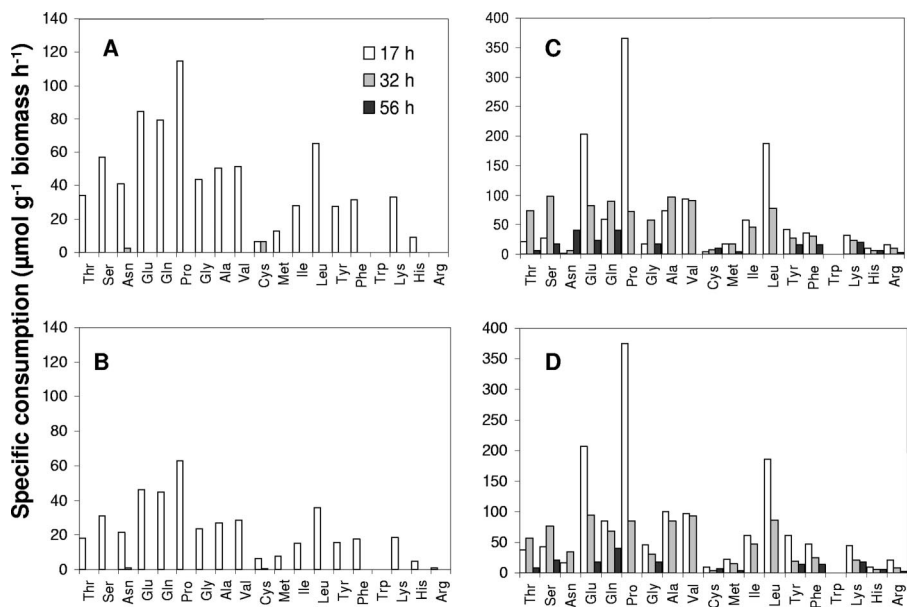 Specific consumption (µmol g⁻¹ biomass h⁻¹)
A
17 h
32 h
56 h
140
120
100
80
60
40
20
0
Thr Ser Asn Glu Gln Pro Gly Ala Val Cys Met Ile Leu Tyr Phe Trp Lys His Arg
C
400
350
300
250
200
150
100
50
0
Thr Ser Asn Glu Gln Pro Gly Ala Val Cys Met Ile Leu Tyr Phe Trp Lys His Arg
B
140
120
100
80
60
40
20
0
Thr Ser Asn Glu Gln Pro Gly Ala Val Cys Met Ile Leu Tyr Phe Trp Lys His Arg
D
400
350
300
250
200
150
100
50
0
Thr Ser Asn Glu Gln Pro Gly Ala Val Cys Met Ile Leu Tyr Phe Trp Lys His Arg